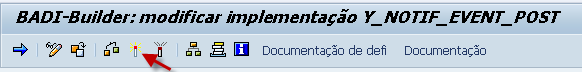 BADI-Builder: modificar implementação Y_NOTIF_EVENT_POST
Documentação de defi Documentação